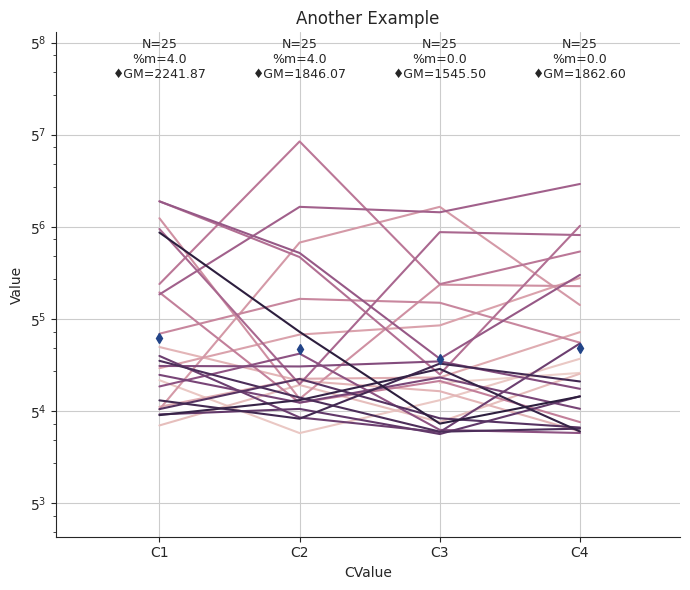 Another Example
N=25 N=25 N=25 N=25
%m=4.0 %m=4.0 %m=0.0 %m=0.0
♦GM=2241.87 ♦GM=1846.07 ♦GM=1545.50 ♦GM=1862.60
5⁸
5⁷
5⁶
5⁵
5⁴
5³
Value
C1 C2 C3 C4
CValue